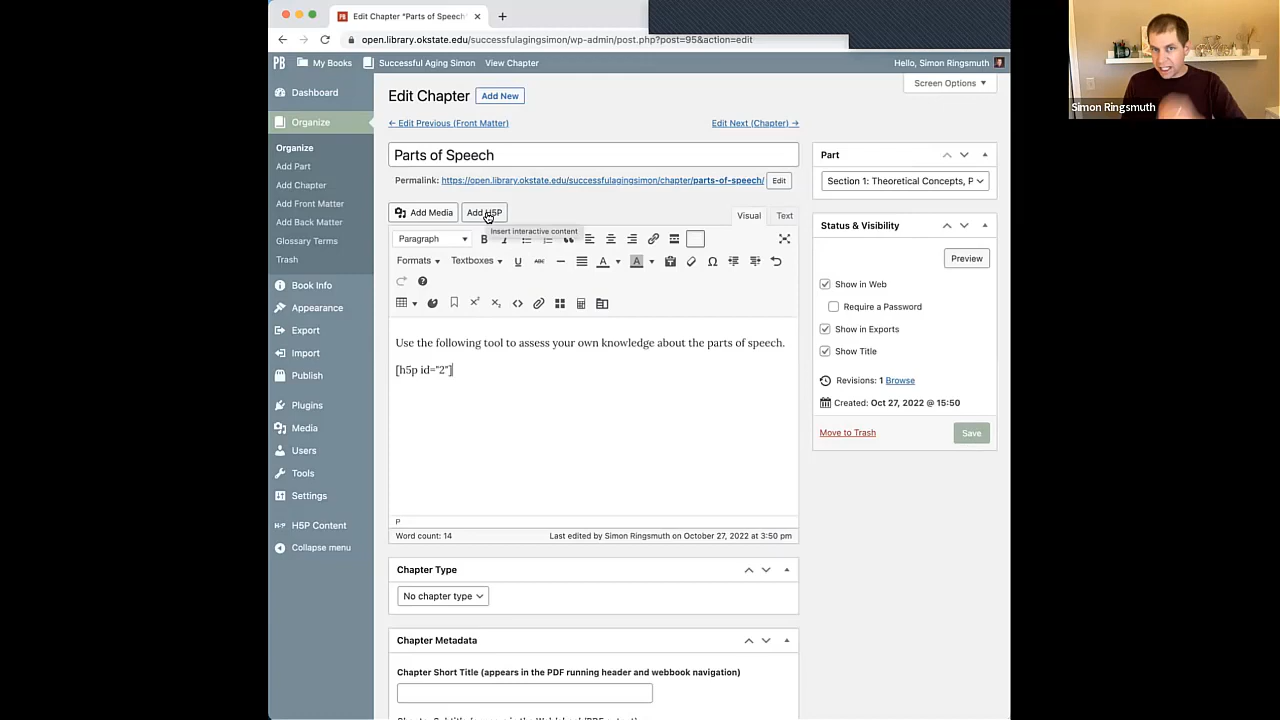 Edit Chapter "Parts of Speech"
open.library.okstate.edu/successfulagingsimon/wp-admin/post.php?post=95&action=edit
My Books
Successful Aging Simon
View Chapter
Hello, Simon Ringsmuth
Simon Ringsmuth
Dashboard
Organize
Organize
Add Part
Add Chapter
Add Front Matter
Add Back Matter
Glossary Terms
Trash
Book Info
Appearance
Export
Import
Publish
Plugins
Media
Users
Tools
Settings
H5P Content
Collapse menu
Screen Options
Edit Chapter
Add New
← Edit Previous (Front Matter)
Edit Next (Chapter) →
Parts of Speech
Permalink: https://open.library.okstate.edu/successfulagingsimon/chapter/parts-of-speech/ Edit
Add Media
Add H5P
Insert interactive content
Visual
Text
Paragraph
Formats
Textboxes
Use the following tool to assess your own knowledge about the parts of speech.
[h5p id="2"]
P
Word count: 14
Last edited by Simon Ringsmuth on October 27, 2022 at 3:50 pm
Chapter Type
No chapter type
Chapter Metadata
Chapter Short Title (appears in the PDF running header and webbook navigation)
Part
Section 1: Theoretical Concepts, P
Status & Visibility
Preview
Show in Web
Require a Password
Show in Exports
Show Title
Revisions: 1 Browse
Created: Oct 27, 2022 @ 15:50
Move to Trash
Save